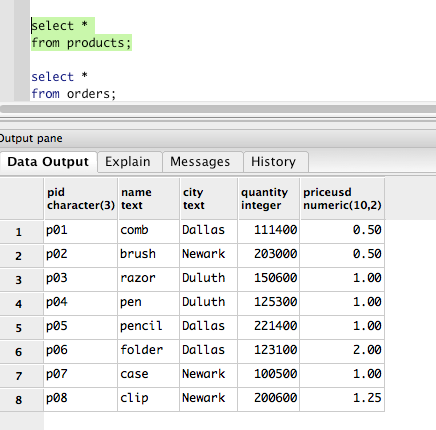 select *
from products;
select *
from orders;
Output pane
Data Output Explain Messages History
pid name city quantity priceusd
character(3) text text integer numeric(10,2)
1 p01 comb Dallas 111400 0.50
2 p02 brush Newark 203000 0.50
3 p03 razor Duluth 150600 1.00
4 p04 pen Duluth 125300 1.00
5 p05 pencil Dallas 221400 1.00
6 p06 folder Dallas 123100 2.00
7 p07 case Newark 100500 1.00
8 p08 clip Newark 200600 1.25